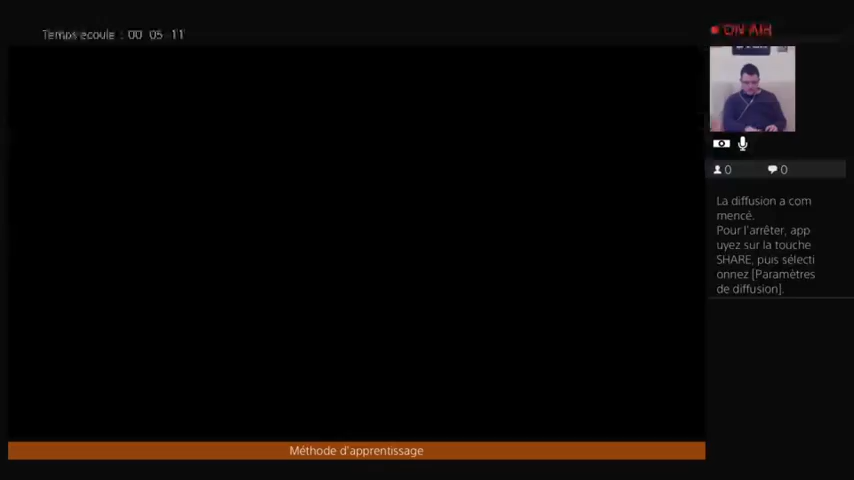 Temps ecoule : 00 05 11
ON AIR
0 0
La diffusion a com
mencé.
Pour l'arrêter, app
uyez sur la touche
SHARE, puis sélecti
onnez [Paramètres
de diffusion].
Méthode d'apprentissage